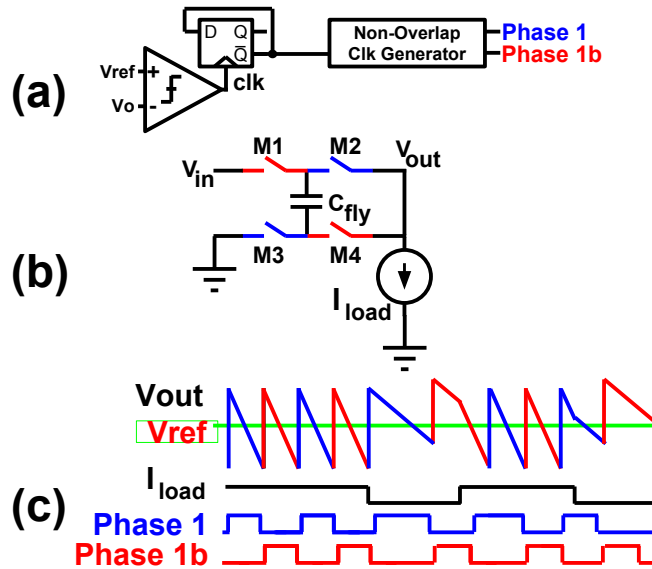 D Q
Q
Non-Overlap
Clk Generator
Phase 1
Phase 1b
Vref +
Vo -
clk
(a)
M1 M2
Vin
Vout
Cfly
M3 M4
(b)
Iload
Vout
Vref
Iload
(c)
Phase 1
Phase 1b